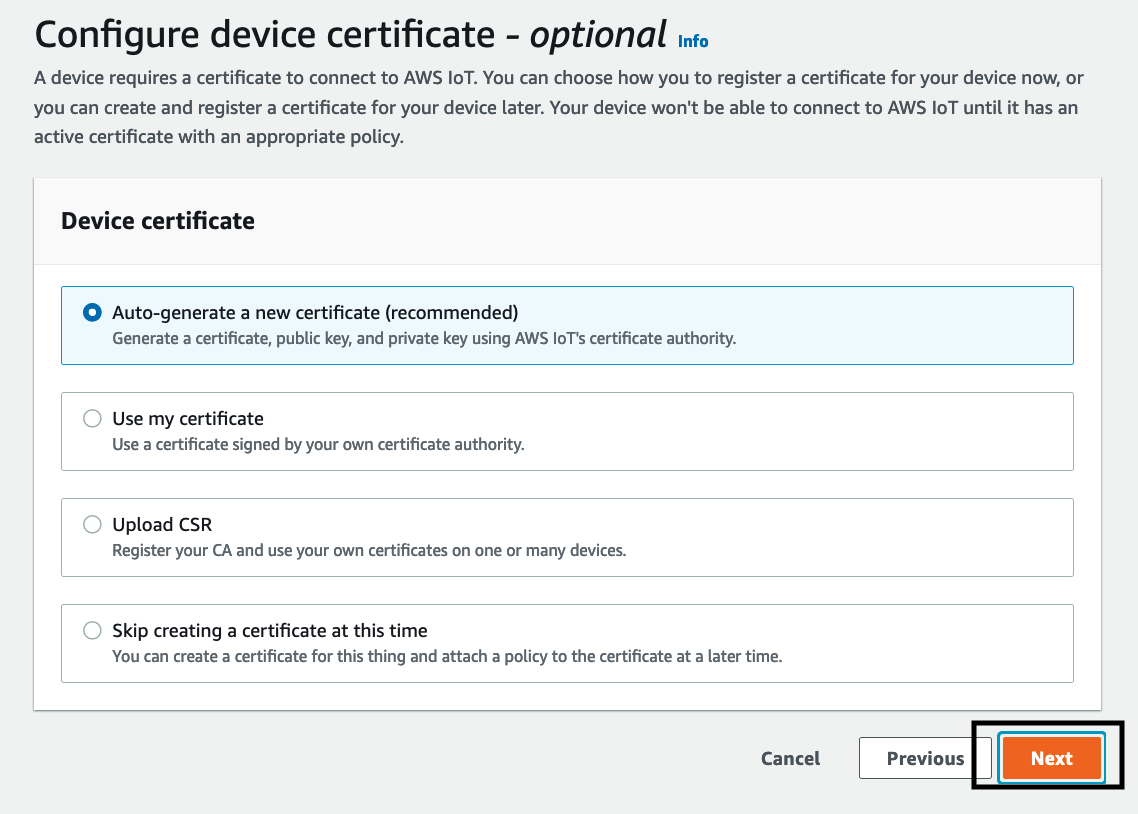 Configure device certificate - optional Info
A device requires a certificate to connect to AWS IoT. You can choose how you to register a certificate for your device now, or
you can create and register a certificate for your device later. Your device won't be able to connect to AWS IoT until it has an
active certificate with an appropriate policy.
Device certificate
Auto-generate a new certificate (recommended)
Generate a certificate, public key, and private key using AWS IoT's certificate authority.
Use my certificate
Use a certificate signed by your own certificate authority.
Upload CSR
Register your CA and use your own certificates on one or many devices.
Skip creating a certificate at this time
You can create a certificate for this thing and attach a policy to the certificate at a later time.
Cancel Previous Next